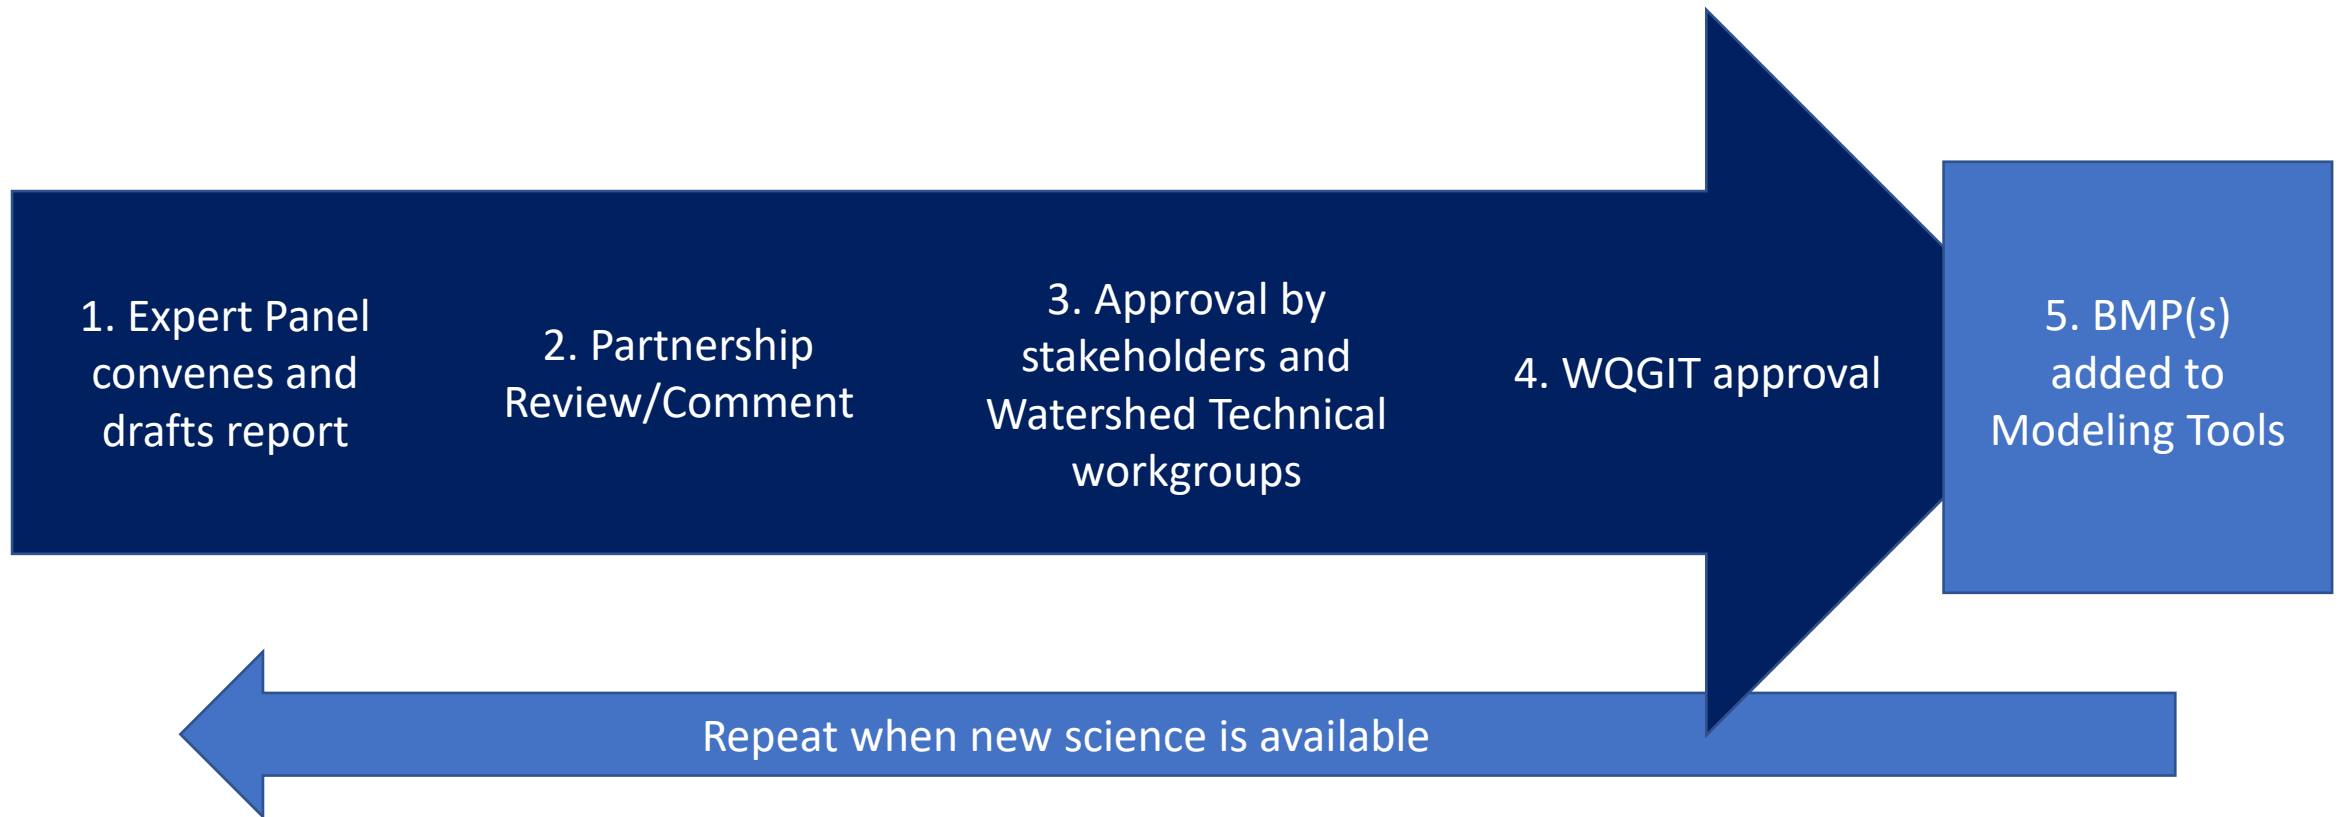 1. Expert Panel
convenes and
drafts report
2. Partnership
Review/Comment
3. Approval by
stakeholders and
Watershed Technical
workgroups
4. WQGIT approval
5. BMP(s)
added to
Modeling Tools
Repeat when new science is available